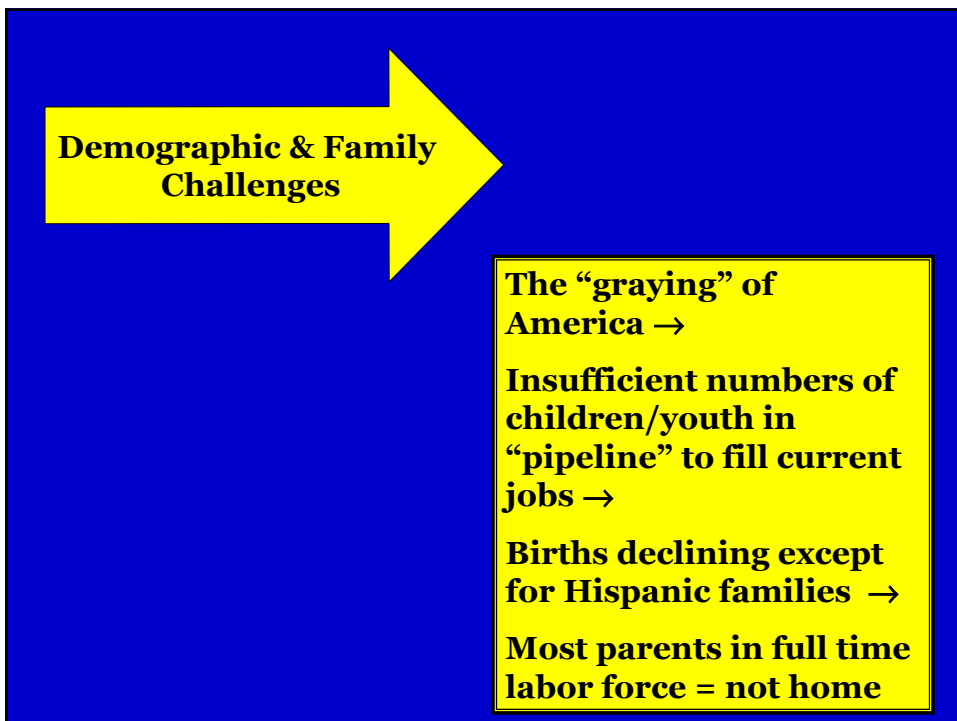 Demographic & Family
Challenges
The “graying” of
America →
Insufficient numbers of
children/youth in
“pipeline” to fill current
jobs →
Births declining except
for Hispanic families →
Most parents in full time
labor force = not home